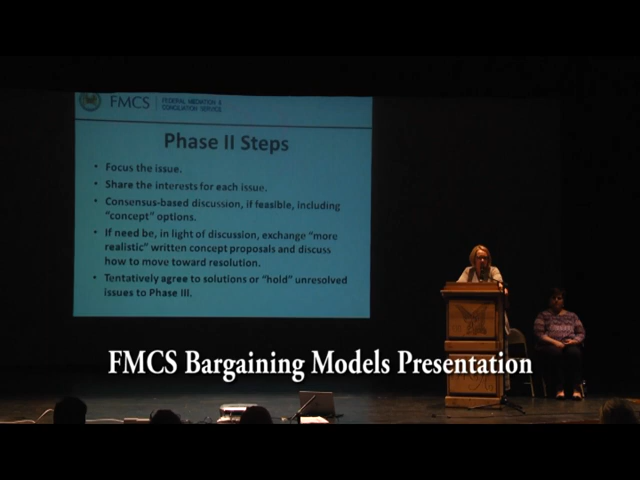 FMCS
FEDERAL MEDIATION &
CONCILIATION SERVICE
Phase II Steps
• Focus the issue.
• Share the interests for each issue.
• Consensus-based discussion, if feasible, including
"concept" options.
• If need be, in light of discussion, exchange "more
realistic" written concept proposals and discuss
how to move toward resolution.
• Tentatively agree to solutions or "hold" unresolved
issues to Phase III.
FMCS Bargaining Models Presentation